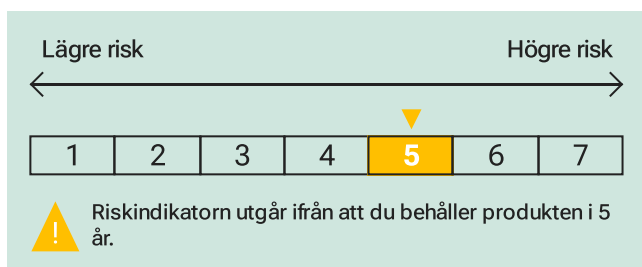 Lägre risk Högre risk
1 2 3 4 5 6 7
! Riskindikatorn utgår ifrån att du behåller produkten i 5
år.